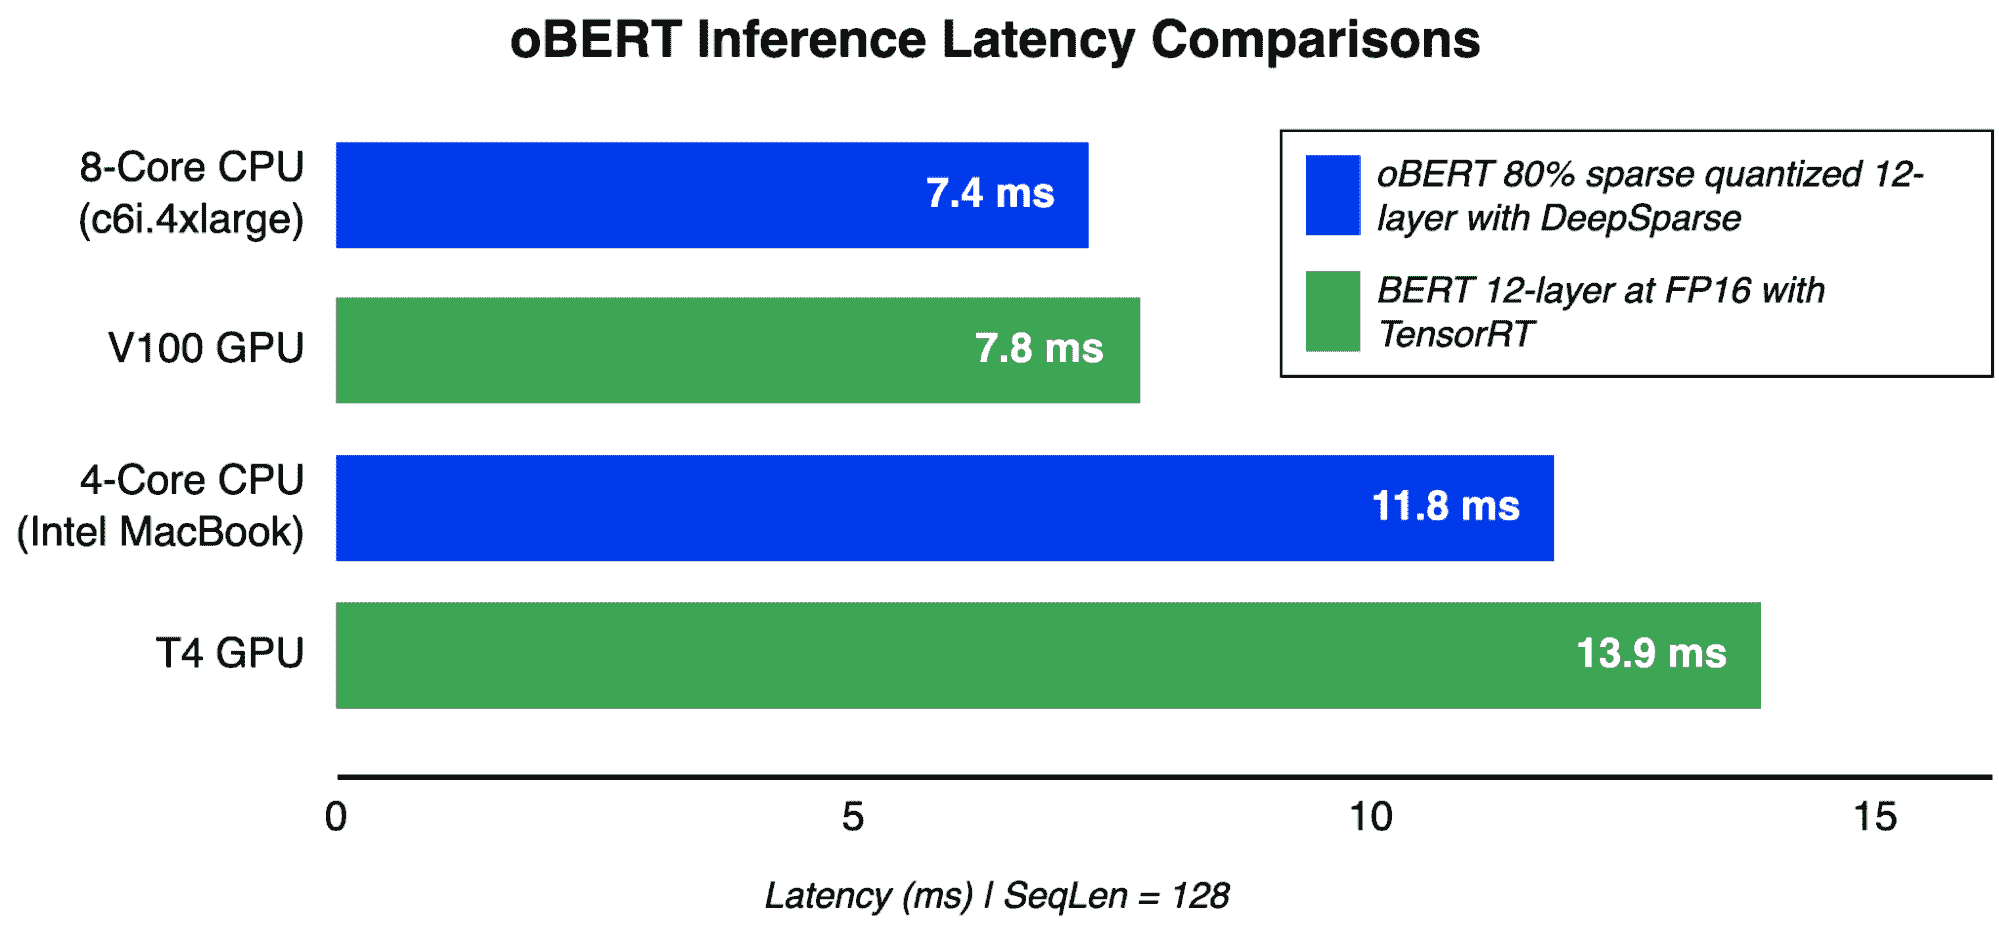 oBERT Inference Latency Comparisons
8-Core CPU
(c6i.4xlarge)
7.4 ms
oBERT 80% sparse quantized 12-
layer with DeepSparse
BERT 12-layer at FP16 with
TensorRT
V100 GPU
7.8 ms
4-Core CPU
(Intel MacBook)
11.8 ms
T4 GPU
13.9 ms
0
5
10
15
Latency (ms) | SeqLen = 128